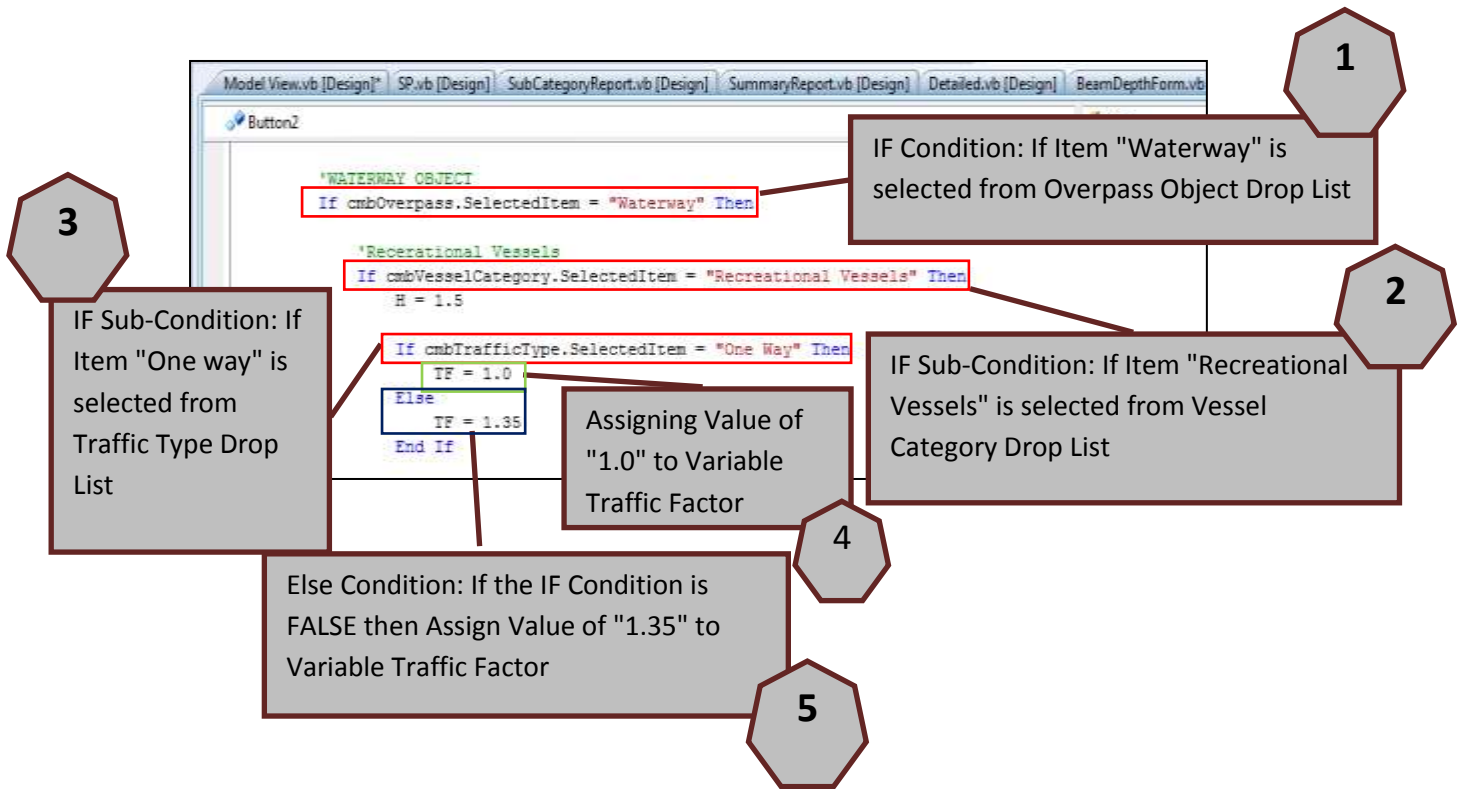 Model View.vb [Design]* SP.vb [Design] SubCategoryReport.vb [Design] SummaryReport.vb [Design] Detailed.vb [Design] BeamDepthForm.vb
Button2
1
IF Condition: If Item "Waterway" is
selected from Overpass Object Drop List
'WATERWAY OBJECT
If cmbOverpass.SelectedItem = "Waterway" Then
'Recerational Vessels
If cmbVesselCategory.SelectedItem = "Recreational Vessels" Then
H = 1.5
If cmbTrafficType.SelectedItem = "One Way" Then
TF = 1.0
Else
TF = 1.35
End If
2
IF Sub-Condition: If Item "Recreational
Vessels" is selected from Vessel
Category Drop List
3
IF Sub-Condition: If
Item "One way" is
selected from
Traffic Type Drop
List
Assigning Value of
"1.0" to Variable
Traffic Factor
4
Else Condition: If the IF Condition is
FALSE then Assign Value of "1.35" to
Variable Traffic Factor
5